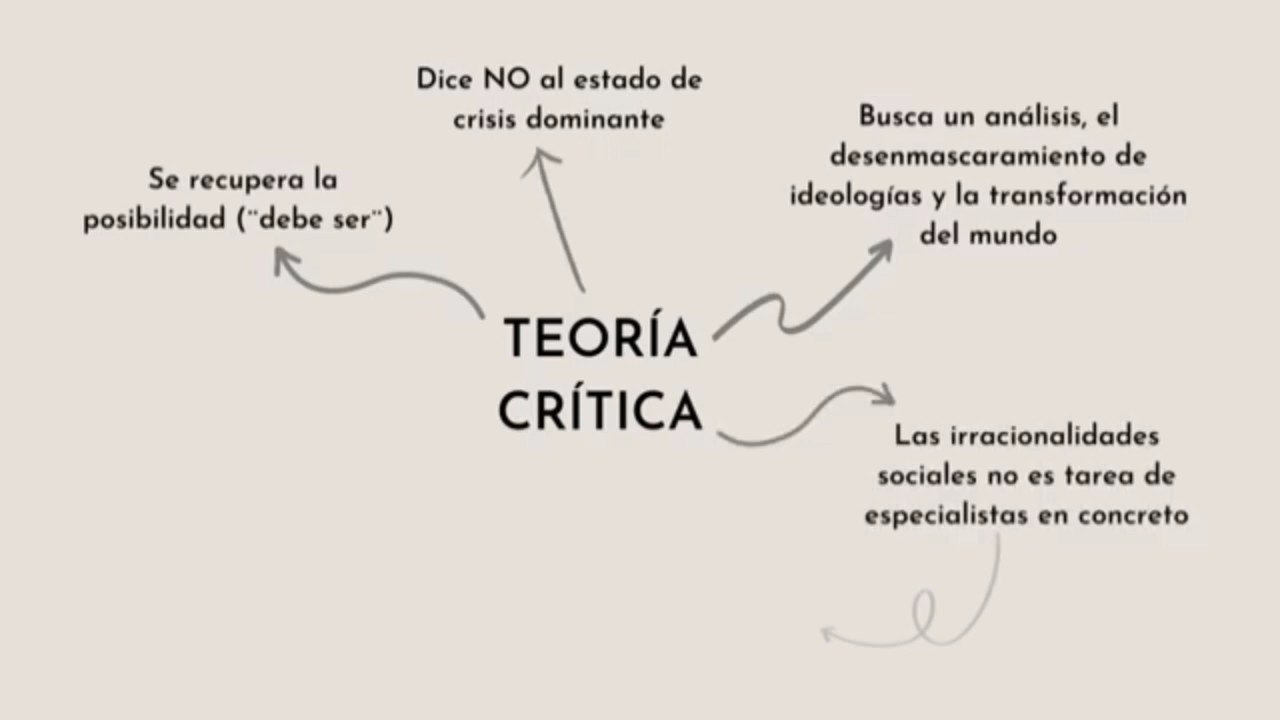 Dice NO al estado de
crisis dominante
Busca un análisis, el
desenmascaramiento de
ideologías y la transformación
del mundo
Se recupera la
posibilidad (¨debe ser¨)
TEORÍA
CRÍTICA
Las irracionalidades
sociales no es tarea de
especialistas en concreto